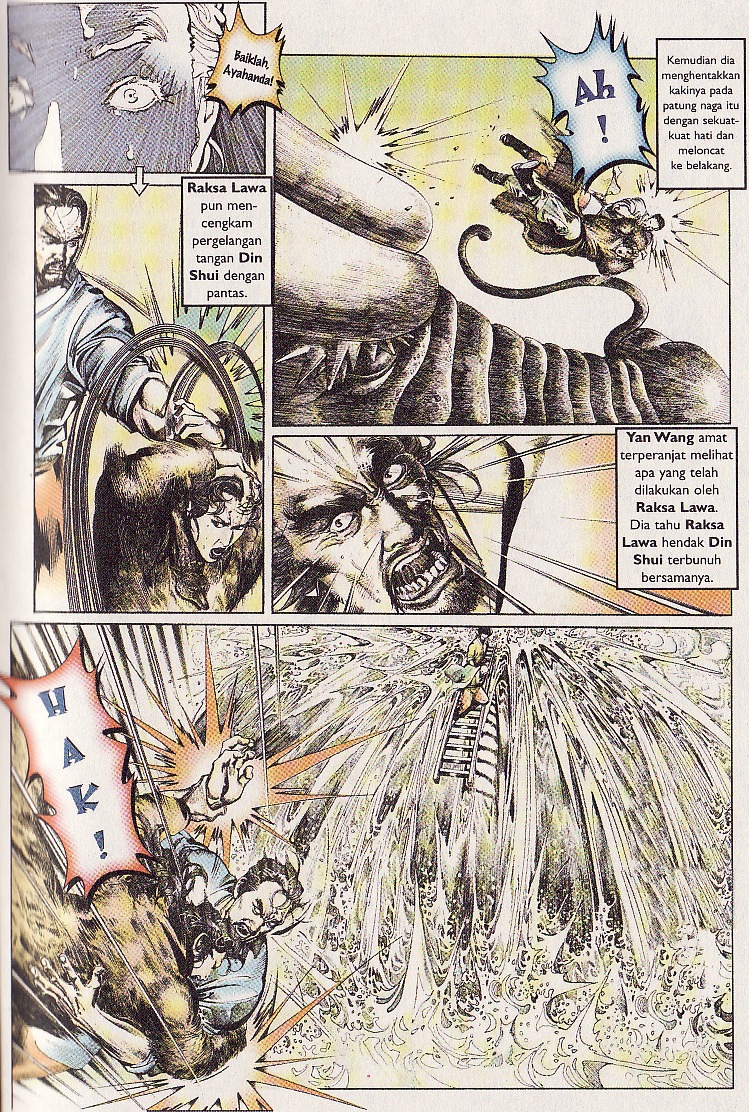 Baiklah,
Ayahanda!
Raksa Lawa
pun men-
cengkam
pergelangan
tangan Din
Shui dengan
pantas.
Ah
!
Kemudian dia
menghentakkan
kakinya pada
patung naga itu
dengan sekuat-
kuat hati dan
meloncat
ke belakang.
Yan Wang amat
terperanjat melihat
apa yang telah
dilakukan oleh
Raksa Lawa.
Dia tahu Raksa
Lawa hendak Din
Shui terbunuh
bersamanya.
H
A
K
!